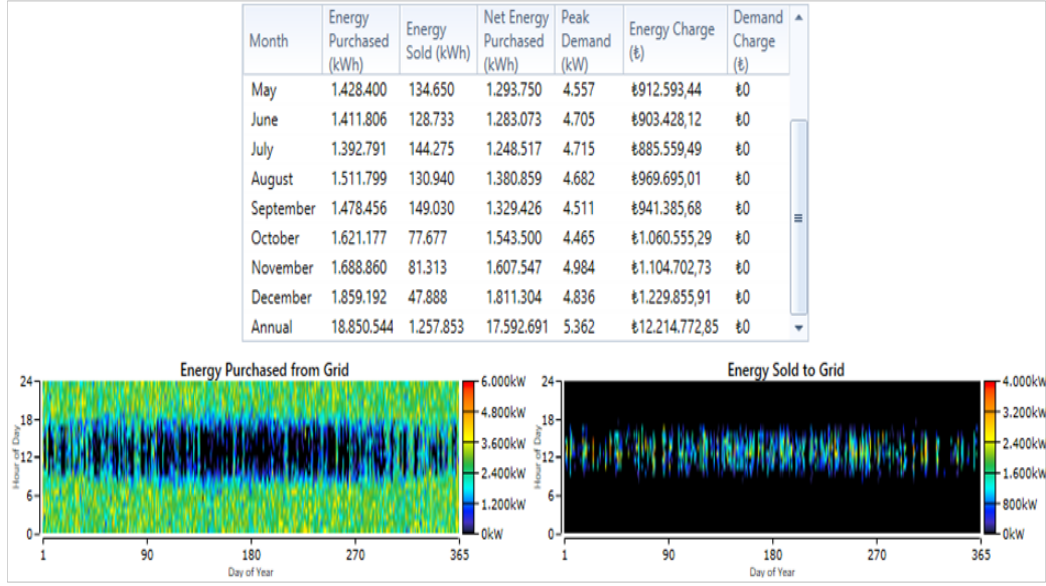 Month Energy Purchased (kWh) Energy Sold (kWh) Net Energy Purchased (kWh) Peak Demand (kW) Energy Charge (₺) Demand Charge (₺)
May 1.428.400 134.650 1.293.750 4.557 ₺912.593,44 ₺0
June 1.411.806 128.733 1.283.073 4.705 ₺903.428,12 ₺0
July 1.392.791 144.275 1.248.517 4.715 ₺885.559,49 ₺0
August 1.511.799 130.940 1.380.859 4.682 ₺969.695,01 ₺0
September 1.478.456 149.030 1.329.426 4.511 ₺941.385,68 ₺0
October 1.621.177 77.677 1.543.500 4.465 ₺1.060.555,29 ₺0
November 1.688.860 81.313 1.607.547 4.984 ₺1.104.702,73 ₺0
December 1.859.192 47.888 1.811.304 4.836 ₺1.229.855,91 ₺0
Annual 18.850.544 1.257.853 17.592.691 5.362 ₺12.214.772,85 ₺0
Energy Purchased from Grid
24
18
12
6
0
Hour of Day
1 90 180 270 365
Day of Year
6.000kW
4.800kW
3.600kW
2.400kW
1.200kW
0kW
Energy Sold to Grid
24
18
12
6
0
Hour of Day
1 90 180 270 365
Day of Year
4.000kW
3.200kW
2.400kW
1.600kW
800kW
0kW